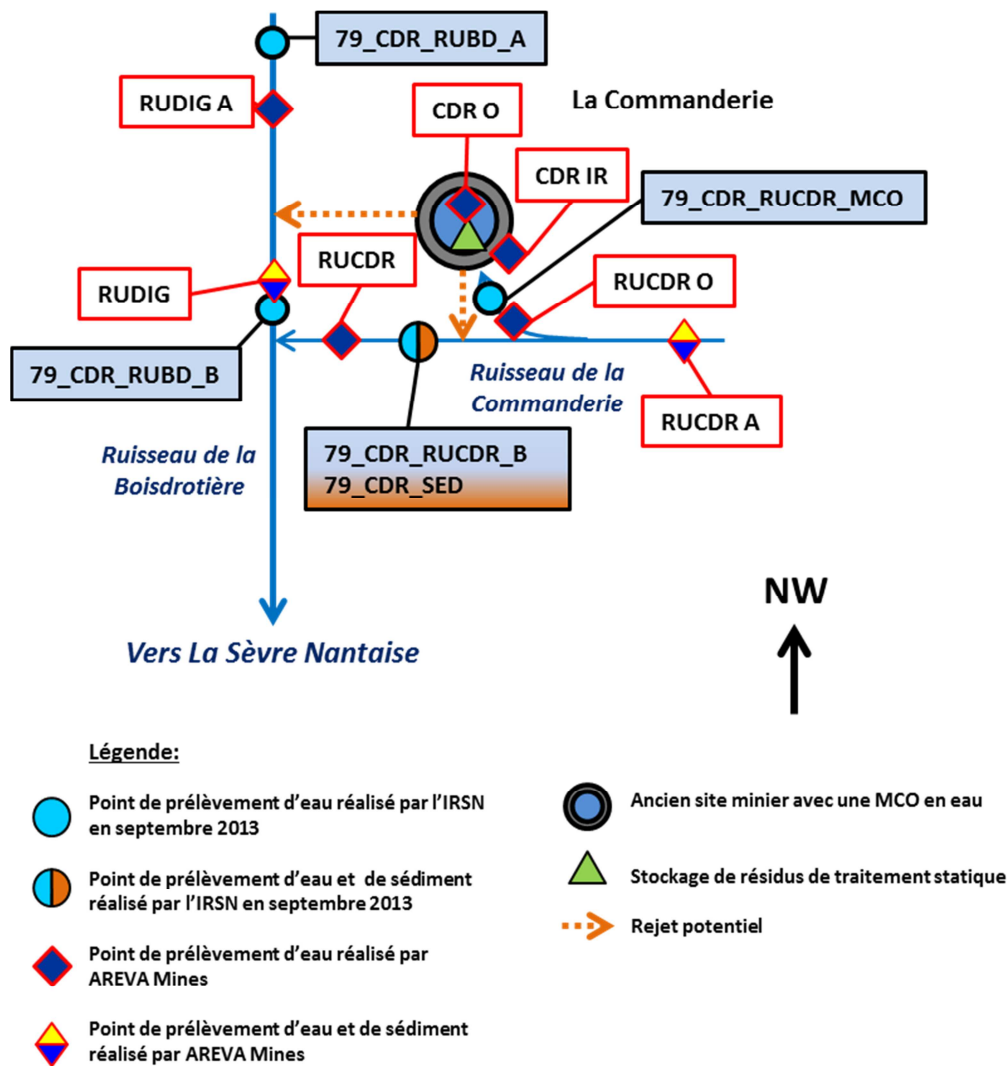 79_CDR_RUBD_A
RUDIG A
CDR O
La Commanderie
CDR IR
79_CDR_RUCDR_MCO
RUCDR
RUDIG
RUCDR O
79_CDR_RUBD_B
Ruisseau de la
Commanderie
RUCDR A
Ruisseau de la
Boisdrotière
79_CDR_RUCDR_B
79_CDR_SED
NW
Vers La Sèvre Nantaise
Légende:
Point de prélèvement d'eau réalisé par l'IRSN
en septembre 2013
Point de prélèvement d'eau et de sédiment
réalisé par l'IRSN en septembre 2013
Point de prélèvement d'eau réalisé par
AREVA Mines
Point de prélèvement d'eau et de sédiment
réalisé par AREVA Mines
Ancien site minier avec une MCO en eau
Stockage de résidus de traitement statique
Rejet potentiel